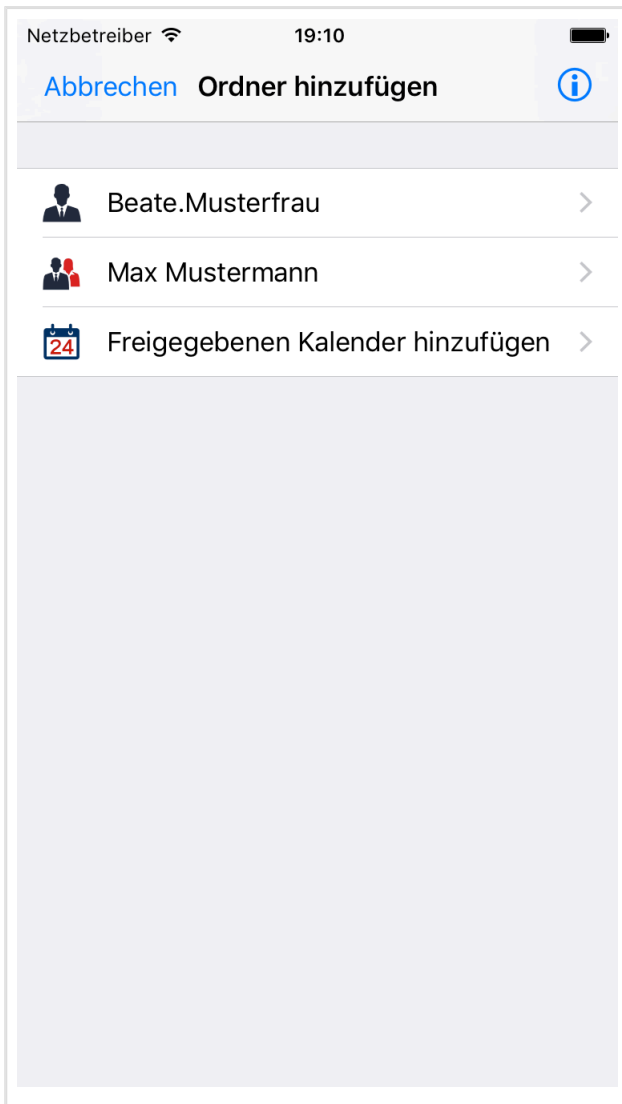 Netzbetreiber 19:10
Abbrechen Ordner hinzufügen
Beate.Musterfrau
Max Mustermann
24 Freigegebenen Kalender hinzufügen